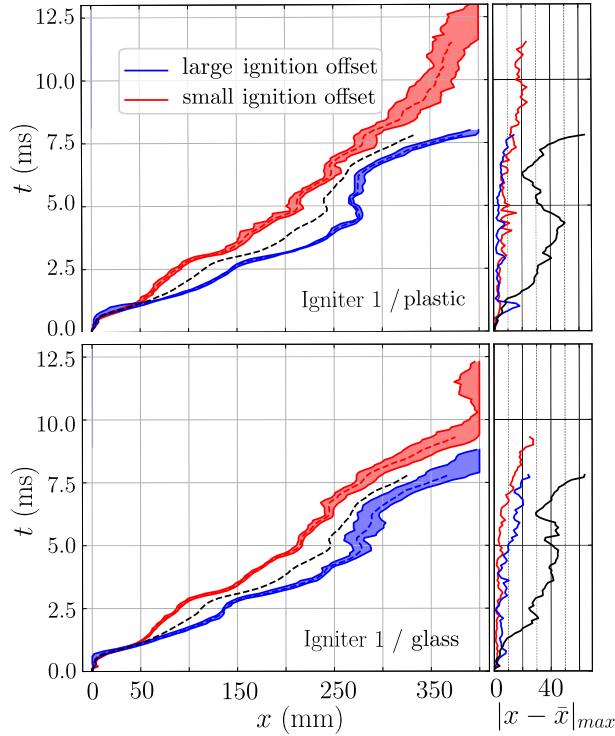 12.5
10.0
7.5
5.0
2.5
0.0
t (ms)
large ignition offset
small ignition offset
Igniter 1 / plastic
12.5
10.0
7.5
5.0
2.5
0.0
t (ms)
Igniter 1 / glass
0 50 150 250 350
x (mm)
0 40
|x − x̄|max